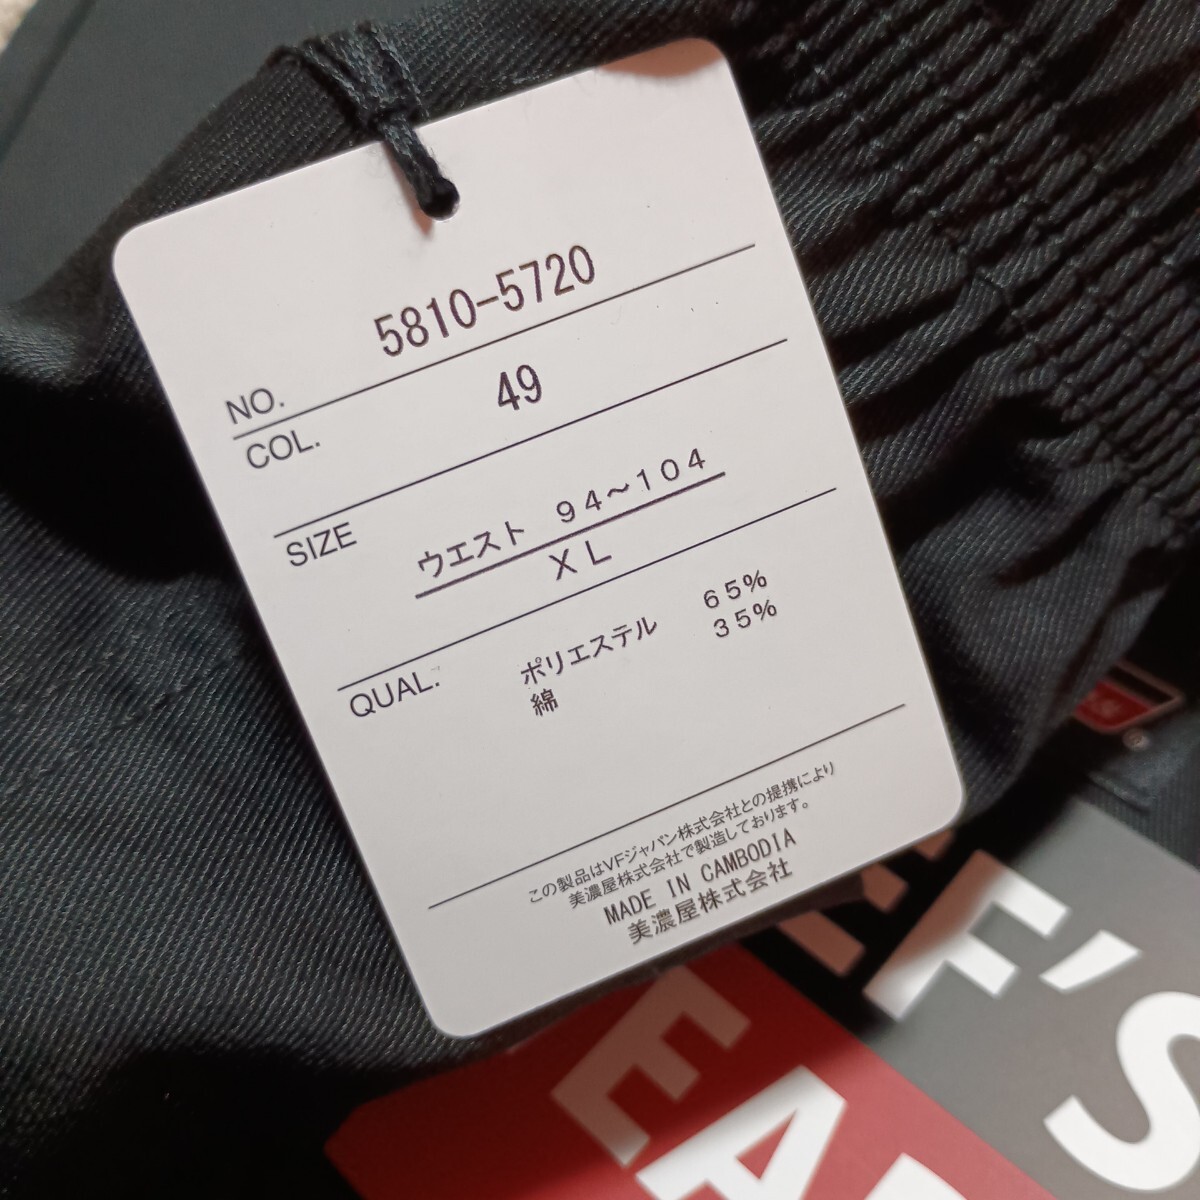 NO. 5810-5720
COL. 49
SIZE ウエスト 94～104
XL
QUAL. ポリエステル 65%
綿 35%
この製品はVFジャパン株式会社との提携により
美濃屋株式会社で製造しております。
MADE IN CAMBODIA
美濃屋株式会社
F'S
EA